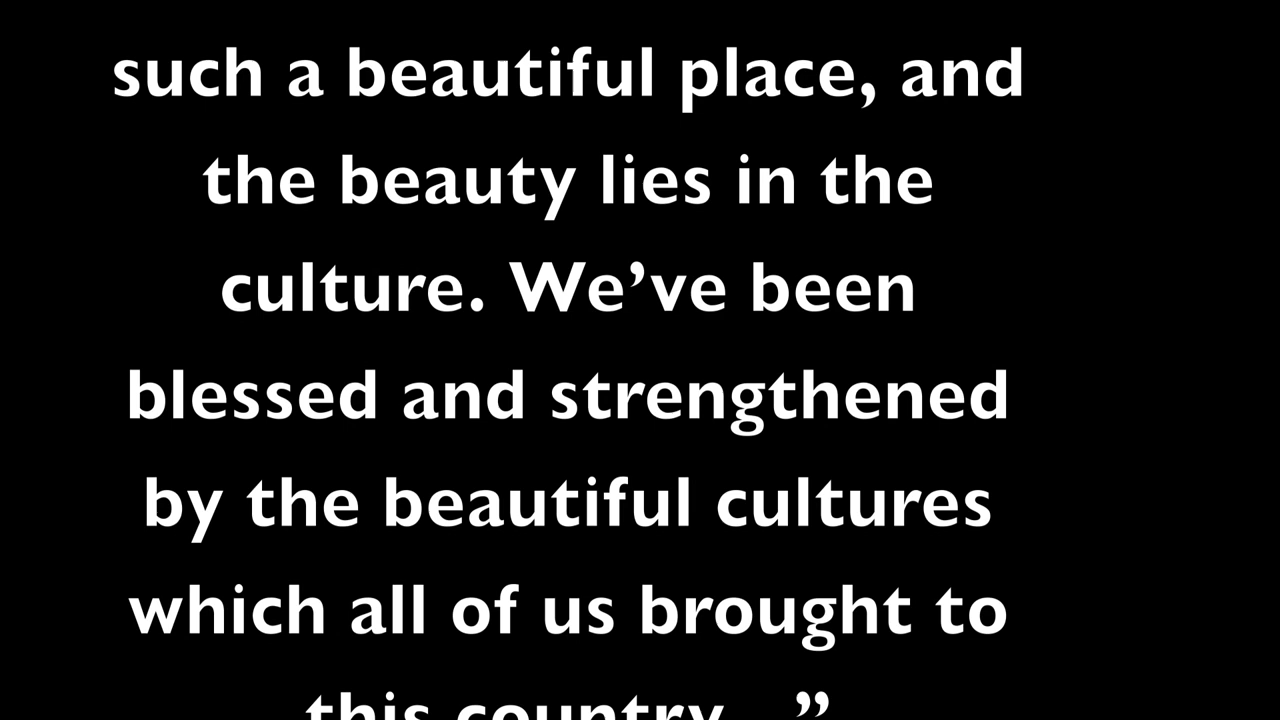 such a beautiful place, and
the beauty lies in the
culture. We’ve been
blessed and strengthened
by the beautiful cultures
which all of us brought to
this country...”